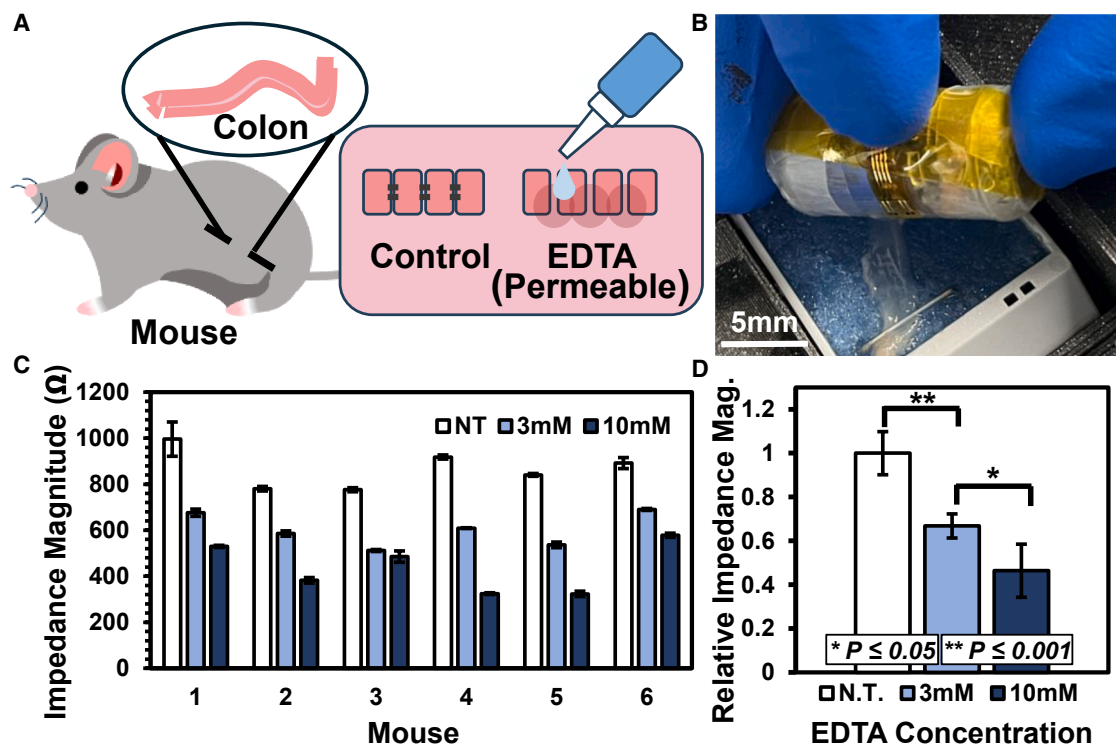 A
Colon
Control
EDTA
(Permeable)
Mouse
B
5mm
C
Impedance Magnitude (Ω)
1200
1000
800
600
400
200
0
NT 3mM 10mM
1 2 3 4 5 6
Mouse
D
Relative Impedance Mag.
1.2
1
0.8
0.6
0.4
0.2
0
**
*
* P ≤ 0.05
** P ≤ 0.001
N.T. 3mM 10mM
EDTA Concentration